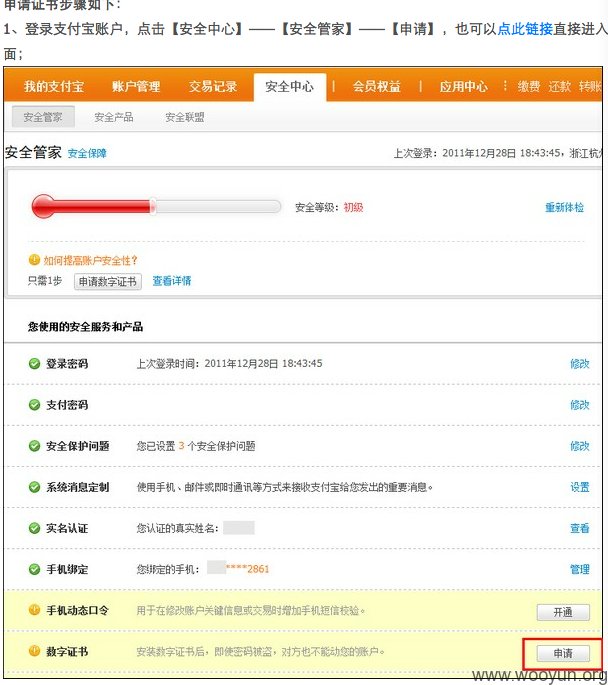 申请证书步骤如下：
1、登录支付宝账户，点击【安全中心】——【安全管家】——【申请】，也可以点此链接直接进入
面；
我的支付宝 账户管理 交易记录 安全中心 会员权益 应用中心 缴费 还款 转账
安全管家 安全产品 安全联盟
安全管家 安全保障 上次登录：2011年12月28日 18:43:45，浙江杭州
安全等级：初级 重新体检
如何提高账户安全性？
只需1步 申请数字证书 查看详情
您使用的安全服务和产品
登录密码 上次登录时间：2011年12月28日 18:43:45 修改
支付密码 修改
安全保护问题 您已设置 3 个安全保护问题 修改
系统消息定制 使用手机、邮件或即时通讯等方式来接收支付宝给您发出的重要消息。 设置
实名认证 您认证的真实姓名： 查看
手机绑定 您绑定的手机： ****2861 管理
手机动态口令 用于在修改账户关键信息或交易时增加手机短信校验。 开通
数字证书 安装数字证书后，即使密码被盗，对方也不能动您的账户。 申请
www.wooyun.org